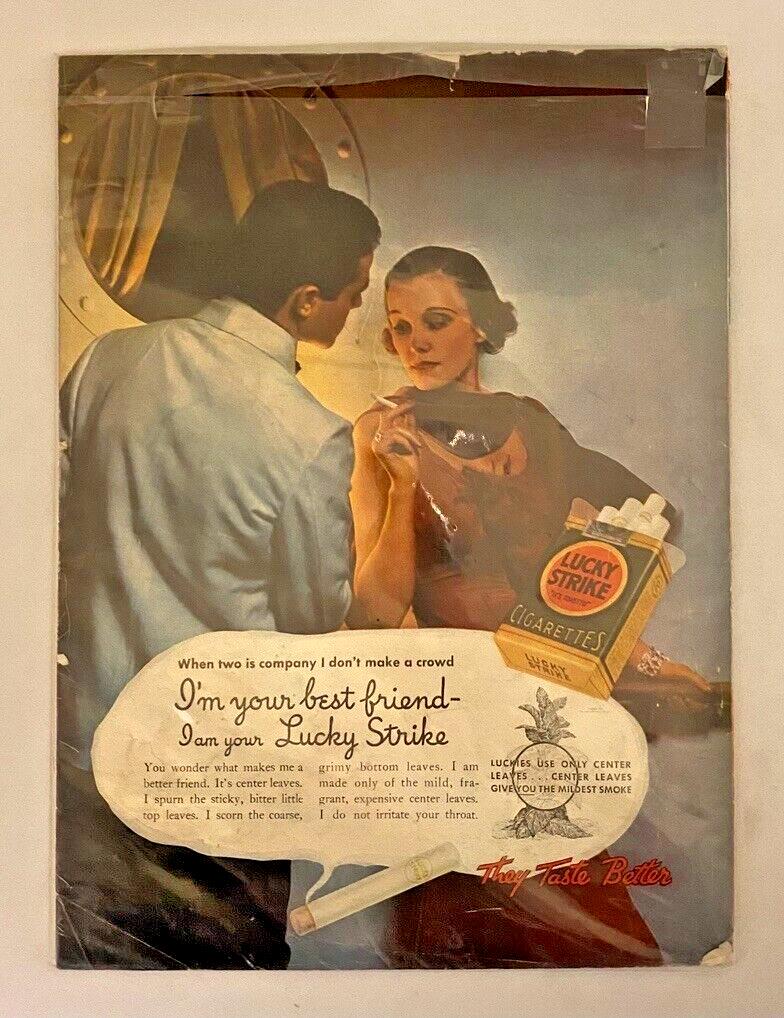 When two is company I don't make a crowd
I'm your best friend-
I am your Lucky Strike
You wonder what makes me a
better friend. It's center leaves.
I spurn the sticky, bitter little
top leaves. I scorn the coarse,
grimy bottom leaves. I am
made only of the mild, fra-
grant, expensive center leaves.
I do not irritate your throat.
LUCKY
STRIKE
"IT'S TOASTED"
CIGARETTES
LUCKY
STRIKE
LUCKIES USE ONLY CENTER
LEAVES . . . CENTER LEAVES
GIVE YOU THE MILDEST SMOKE
They Taste Better